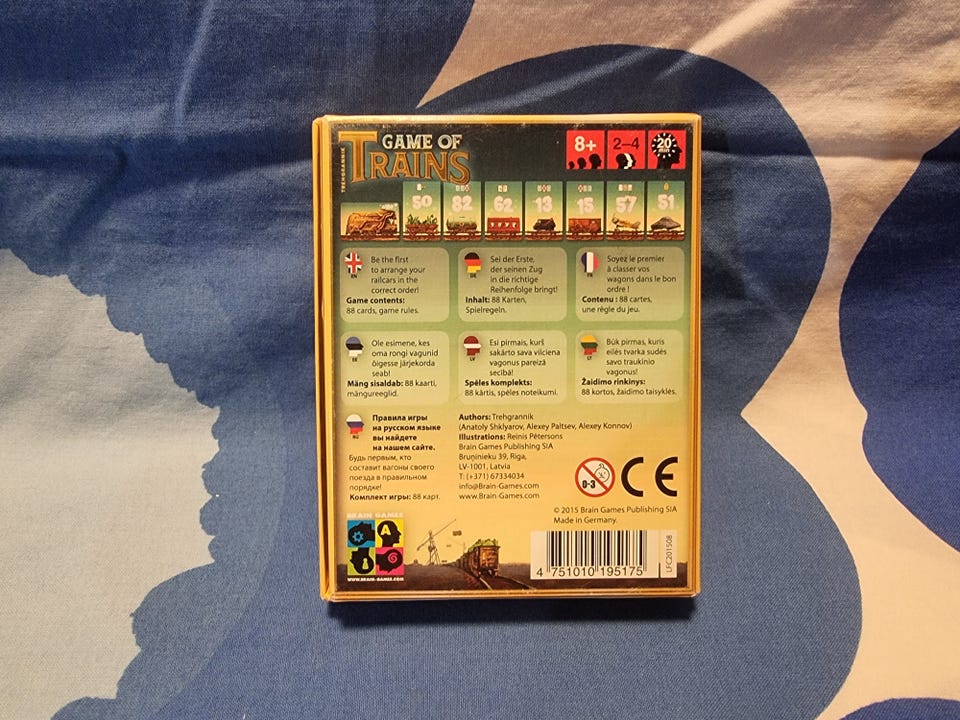 TREHGRANNIK
GAME OF
TRAINS
8+
2–4
20
min
50
82
62
13
15
57
51
EN
Be the first
to arrange your
railcars in the
correct order!
Game contents:
88 cards, game rules.
DE
Sei der Erste,
der seinen Zug
in die richtige
Reihenfolge bringt!
Inhalt: 88 Karten,
Spielregeln.
FR
Soyez le premier
à classer vos
wagons dans le bon
ordre !
Contenu : 88 cartes,
une règle du jeu.
EE
Ole esimene, kes
oma rongi vagunid
õigesse järjekorda
seab!
Mäng sisaldab: 88 kaarti,
mängureeglid.
LV
Esi pirmais, kurš
sakārto sava vilciena
vagonus pareizā
secībā!
Spēles komplekts:
88 kārtis, spēles noteikumi.
LT
Būk pirmas, kuris
eilės tvarka sudės
savo traukinio
vagonus!
Žaidimo rinkinys:
88 kortos, žaidimo taisyklės.
RU
Правила игры
на русском языке
вы найдете
на нашем сайте.
Будь первым, кто
составит вагоны своего
поезда в правильном
порядке!
Комплект игры: 88 карт.
Authors: Trehgrannik
(Anatoly Shklyarov, Alexey Paltsev, Alexey Konnov)
Illustrations: Reinis Pētersons
Brain Games Publishing SIA
Bruņinieku 39, Riga,
LV-1001, Latvia
T: (+371) 67334034
info@Brain-Games.com
www.Brain-Games.com
0-3
CE
© 2015 Brain Games Publishing SIA
Made in Germany.
BRAIN GAMES
A
WWW.BRAIN-GAMES.COM
4 751010 195175
LFC201508